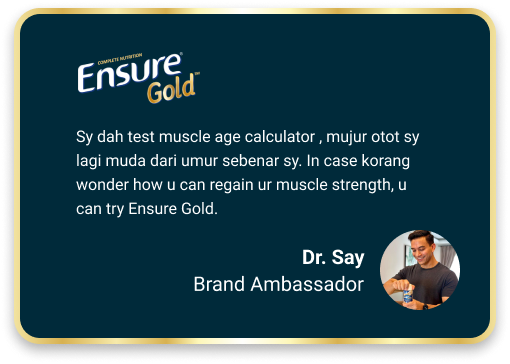 COMPLETE NUTRITION
Ensure®
Gold™
Sy dah test muscle age calculator , mujur otot sy
lagi muda dari umur sebenar sy. In case korang
wonder how u can regain ur muscle strength, u
can try Ensure Gold.
Dr. Say
Brand Ambassador